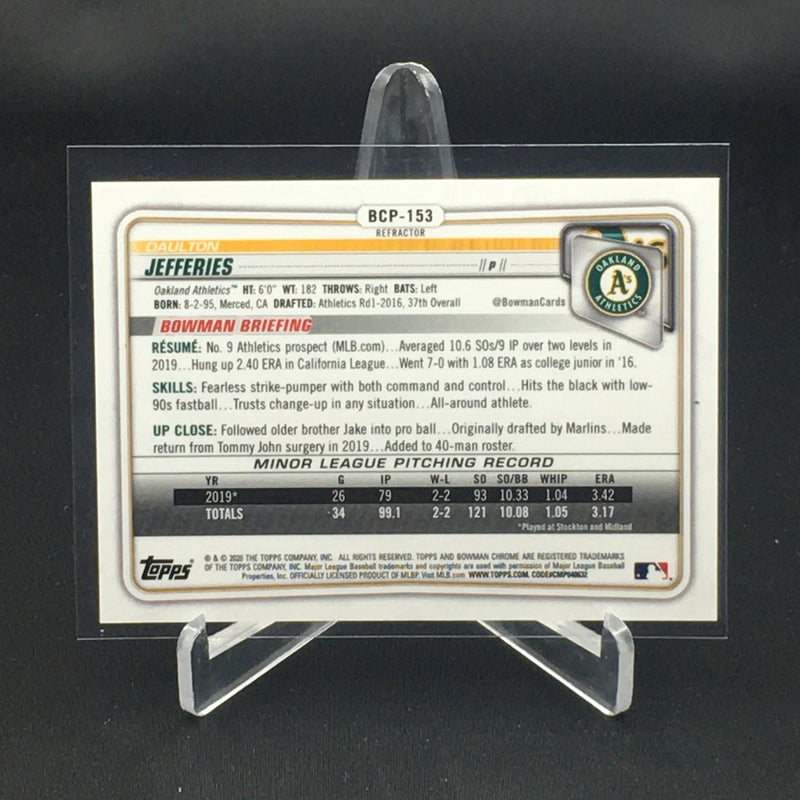 BCP-153
REFRACTOR
DAULTON
JEFFERIES // P //
Oakland Athletics™ HT: 6'0" WT: 182 THROWS: Right BATS: Left
BORN: 8-2-95, Merced, CA DRAFTED: Athletics Rd1-2016, 37th Overall @BowmanCards
OAKLAND
A's
ATHLETICS
BOWMAN BRIEFING
RÉSUMÉ: No. 9 Athletics prospect (MLB.com)...Averaged 10.6 SOs/9 IP over two levels in
2019...Hung up 2.40 ERA in California League...Went 7-0 with 1.08 ERA as college junior in '16.
SKILLS: Fearless strike-pumper with both command and control...Hits the black with low-
90s fastball...Trusts change-up in any situation...All-around athlete.
UP CLOSE: Followed older brother Jake into pro ball...Originally drafted by Marlins...Made
return from Tommy John surgery in 2019...Added to 40-man roster.
MINOR LEAGUE PITCHING RECORD
YR G IP W-L SO SO/BB WHIP ERA
2019* 26 79 2-2 93 10.33 1.04 3.42
TOTALS 34 99.1 2-2 121 10.08 1.05 3.17
*Played at Stockton and Midland
topps
® & © 2020 THE TOPPS COMPANY, INC. ALL RIGHTS RESERVED. TOPPS AND BOWMAN CHROME ARE REGISTERED TRADEMARKS
OF THE TOPPS COMPANY, INC. Major League Baseball trademarks and copyrights are used with permission of Major League Baseball
Properties, Inc. OFFICIALLY LICENSED PRODUCT OF MLBP. Visit MLB.com WWW.TOPPS.COM. CODE#CMP040632